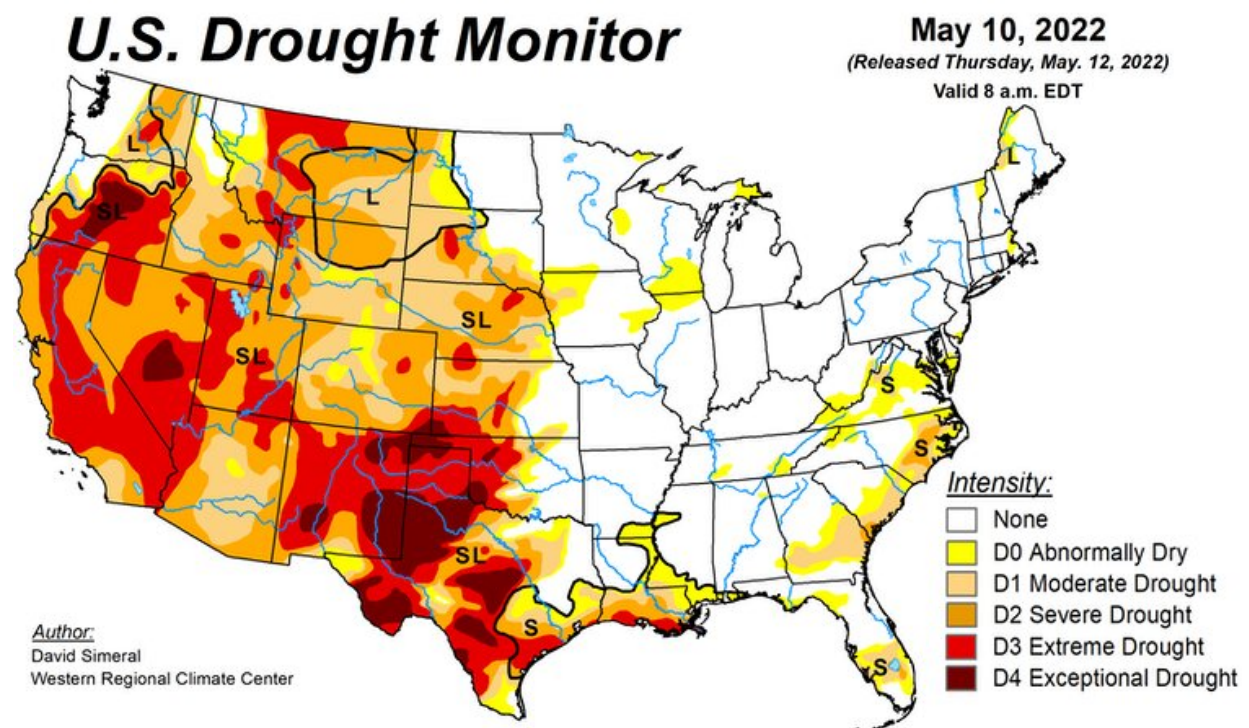 U.S. Drought Monitor
May 10, 2022
(Released Thursday, May. 12, 2022)
Valid 8 a.m. EDT
L
L
L
SL
SL
SL
S
S
SL
S
S
Intensity:
None
D0 Abnormally Dry
D1 Moderate Drought
D2 Severe Drought
D3 Extreme Drought
D4 Exceptional Drought
Author:
David Simeral
Western Regional Climate Center